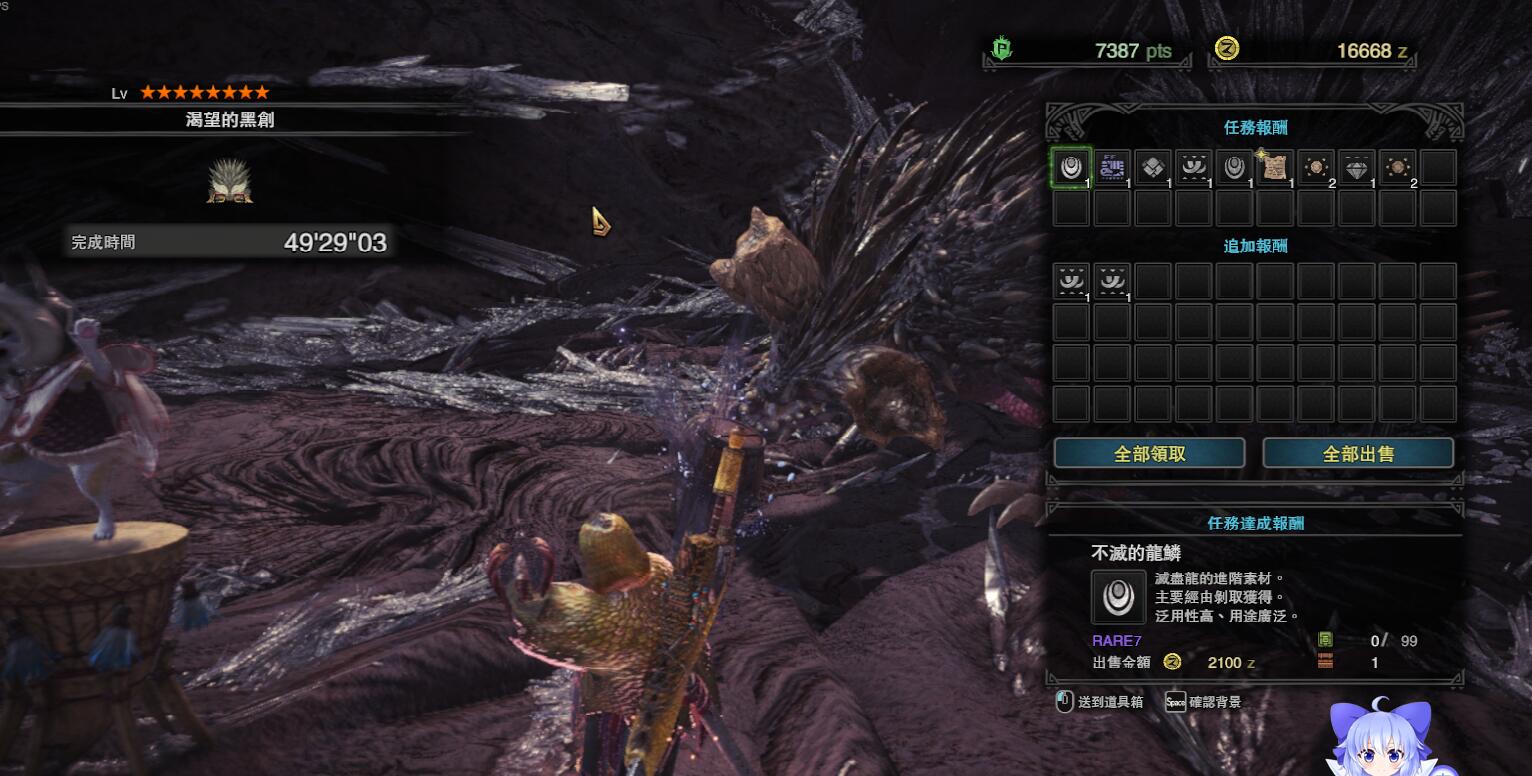 7387 pts
16668 z
Lv
渴望的黑創
完成時間
49'29"03
任務報酬
1 1 1 1 1 1 2 1 2
追加報酬
1 1
全部領取
全部出售
任務達成報酬
不滅的龍鱗
滅盡龍的進階素材。
主要經由剝取獲得。
泛用性高、用途廣泛。
RARE7
0/ 99
出售金額
2100 z
1
送到道具箱
Space 確認背景